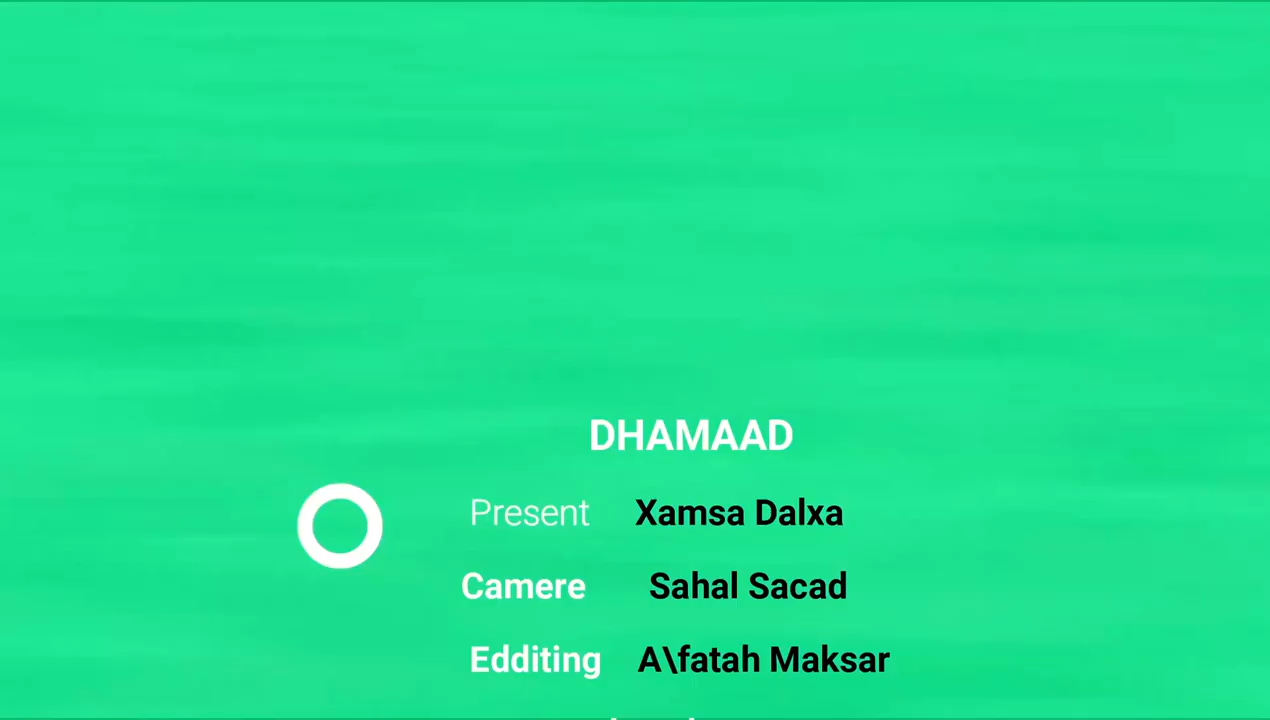 DHAMAAD
Present Xamsa Dalxa
Camere Sahal Sacad
Edditing A\fatah Maksar